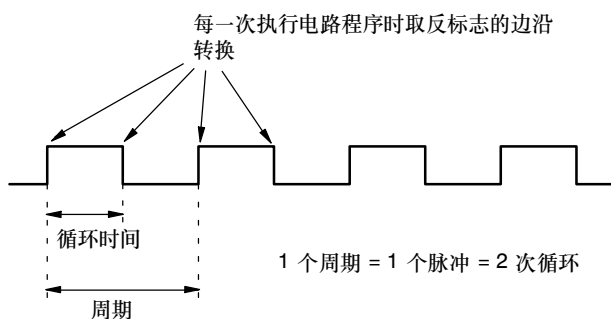 每一次执行电路程序时取反标志的边沿
转换
循环时间
1 个周期 = 1 个脉冲 = 2 次循环
周期